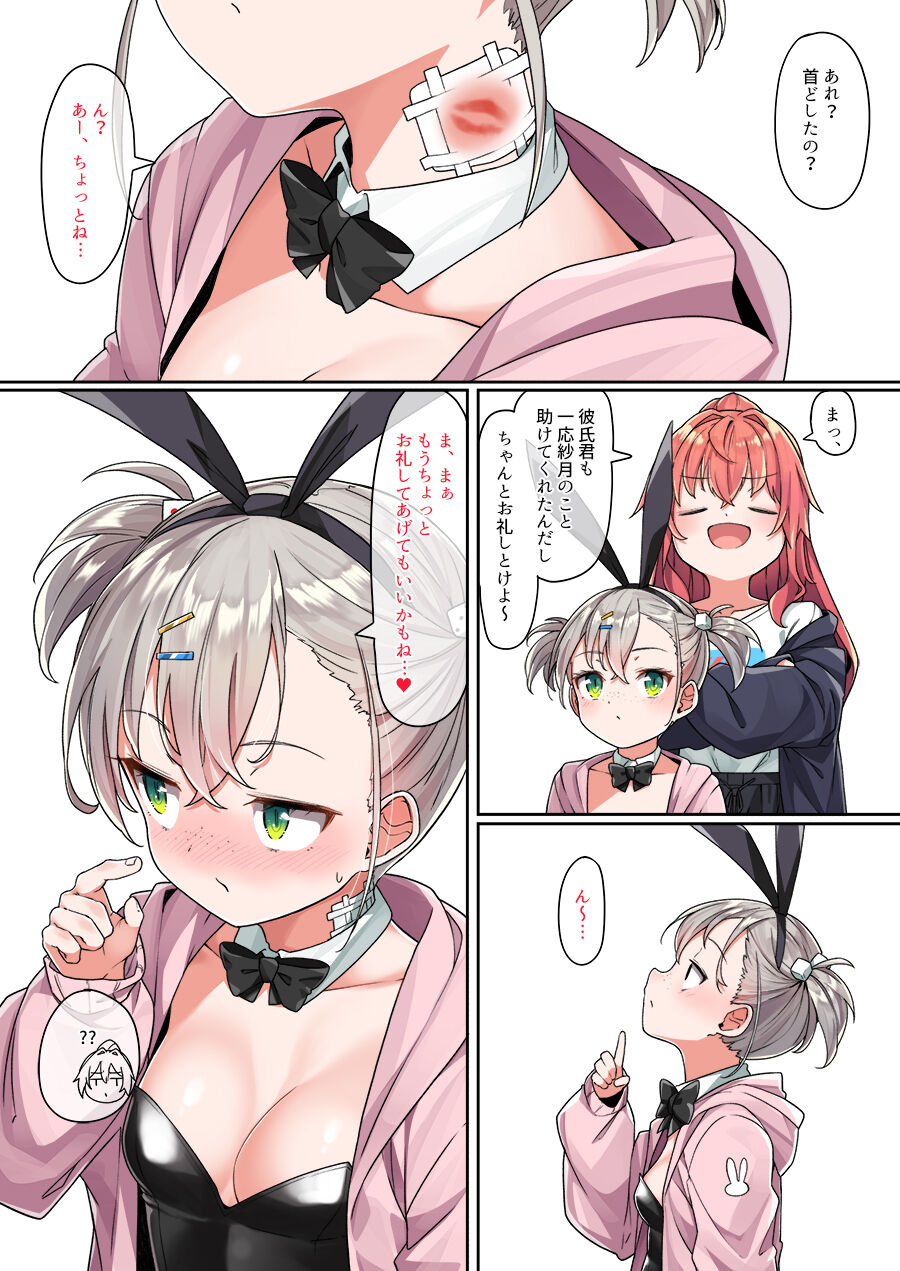 あれ？
首どしたの？
ん？
あー、ちょっとね…
まっ、
彼氏君も
一応紗月のこと
助けてくれたんだし
ちゃんとお礼しとけよ～
ん～…
ま、まぁ
もうちょっと
お礼してあげてもいいかもね…♥
??